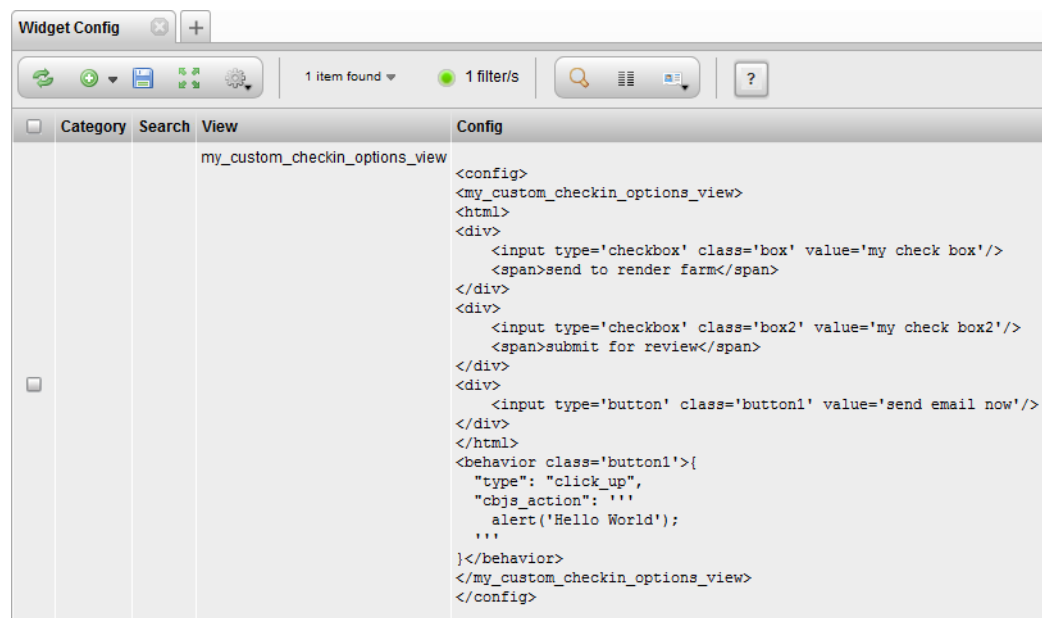 Widget Config
1 item found
1 filter/s
?
Category Search View Config
my_custom_checkin_options_view
<config>
<my_custom_checkin_options_view>
<html>
<div>
    <input type='checkbox' class='box' value='my check box'/>
    <span>send to render farm</span>
</div>
<div>
    <input type='checkbox' class='box2' value='my check box2'/>
    <span>submit for review</span>
</div>
<div>
    <input type='button' class='button1' value='send email now'/>
</div>
</html>
<behavior class='button1'>{
  "type": "click_up",
  "cbjs_action": '''
    alert('Hello World');
  '''
}</behavior>
</my_custom_checkin_options_view>
</config>